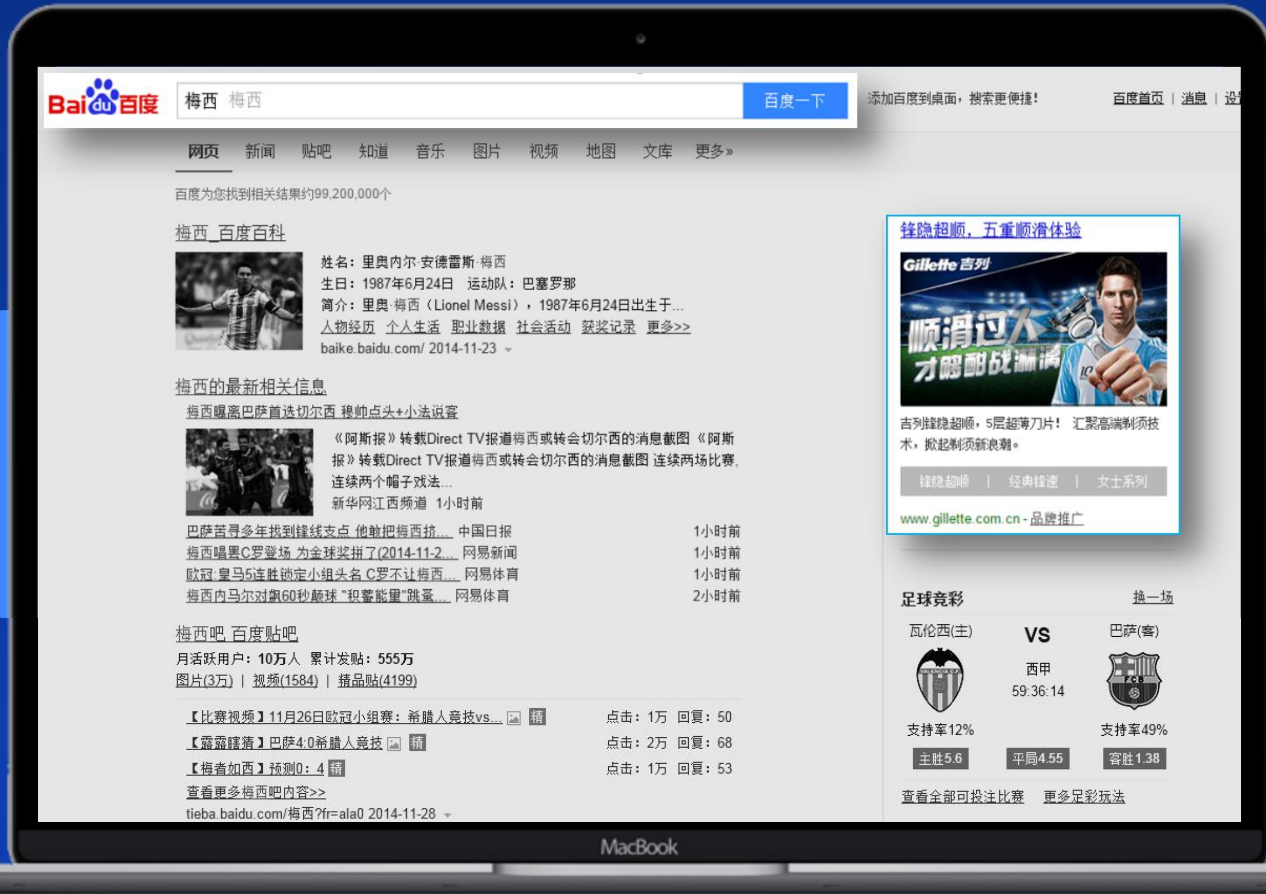 Bai du 百度
梅西 梅西
百度一下
添加百度到桌面，搜索更便捷！
百度首页 | 消息 | 设
网页 新闻 贴吧 知道 音乐 图片 视频 地图 文库 更多»
百度为您找到相关结果约99,200,000个
梅西_百度百科
姓名：里奥内尔·安德雷斯·梅西
生日：1987年6月24日 运动队：巴塞罗那
简介：里奥·梅西（Lionel Messi），1987年6月24日出生于...
人物经历 个人生活 职业数据 社会活动 获奖记录 更多>>
baike.baidu.com/ 2014-11-23
梅西的最新相关信息
梅西曝离巴萨首选切尔西 穆帅点头+小法说客
《阿斯报》转载Direct TV报道梅西或转会切尔西的消息截图《阿斯
报》转载Direct TV报道梅西或转会切尔西的消息截图 连续两场比赛,
连续两个帽子戏法...
新华网江西频道 1小时前
巴萨苦寻多年找到锋线支点 他敢把梅西挤... 中国日报 1小时前
梅西唱罢C罗登场 为金球奖拼了(2014-11-2... 网易新闻 1小时前
欧冠:皇马5连胜锁定小组头名 C罗不让梅西... 网易体育 1小时前
梅西内马尔对飙60秒颠球 "积蓄能量"跳蚤... 网易体育 2小时前
梅西吧_百度贴吧
月活跃用户：10万人 累计发贴：555万
图片(3万) | 视频(1584) | 精品贴(4199)
【比赛视频】11月26日欧冠小组赛：希腊人竞技vs... 精 点击：1万 回复：50
【露露瞎猜】巴萨4:0希腊人竞技 精 点击：2万 回复：68
【梅者如西】预测0：4 精 点击：1万 回复：53
查看更多梅西吧内容>>
tieba.baidu.com/梅西?fr=ala0 2014-11-28
锋隐超顺，五重顺滑体验
Gillette 吉列
顺滑过人
才能酣战淋漓
10
吉列锋隐超顺，5层超薄刀片！ 汇聚高端剃须技
术，掀起剃须新浪潮。
锋隐超顺 | 经典锋速 | 女士系列
www.gillette.com.cn - 品牌推广
足球竞彩 换一场
瓦伦西(主) VS 巴萨(客)
西甲
59:36:14
FCB
支持率12% 支持率49%
主胜5.6 平局4.55 客胜1.38
查看全部可投注比赛 更多足彩玩法
MacBook